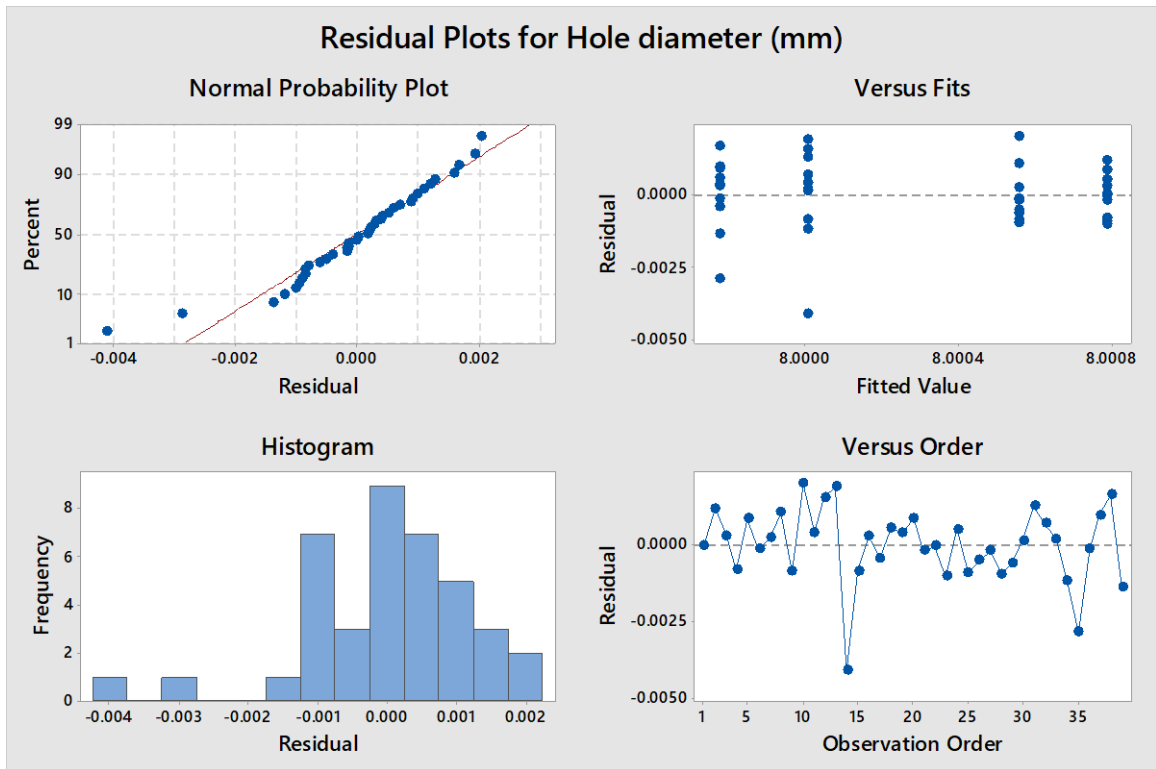 Residual Plots for Hole diameter (mm)
Normal Probability Plot
99
90
50
10
1
Percent
-0.004 -0.002 0.000 0.002
Residual
Versus Fits
0.0000
-0.0025
-0.0050
Residual
8.0000 8.0004 8.0008
Fitted Value
Histogram
8
6
4
2
0
Frequency
-0.004 -0.003 -0.002 -0.001 0.000 0.001 0.002
Residual
Versus Order
0.0000
-0.0025
-0.0050
Residual
1 5 10 15 20 25 30 35
Observation Order